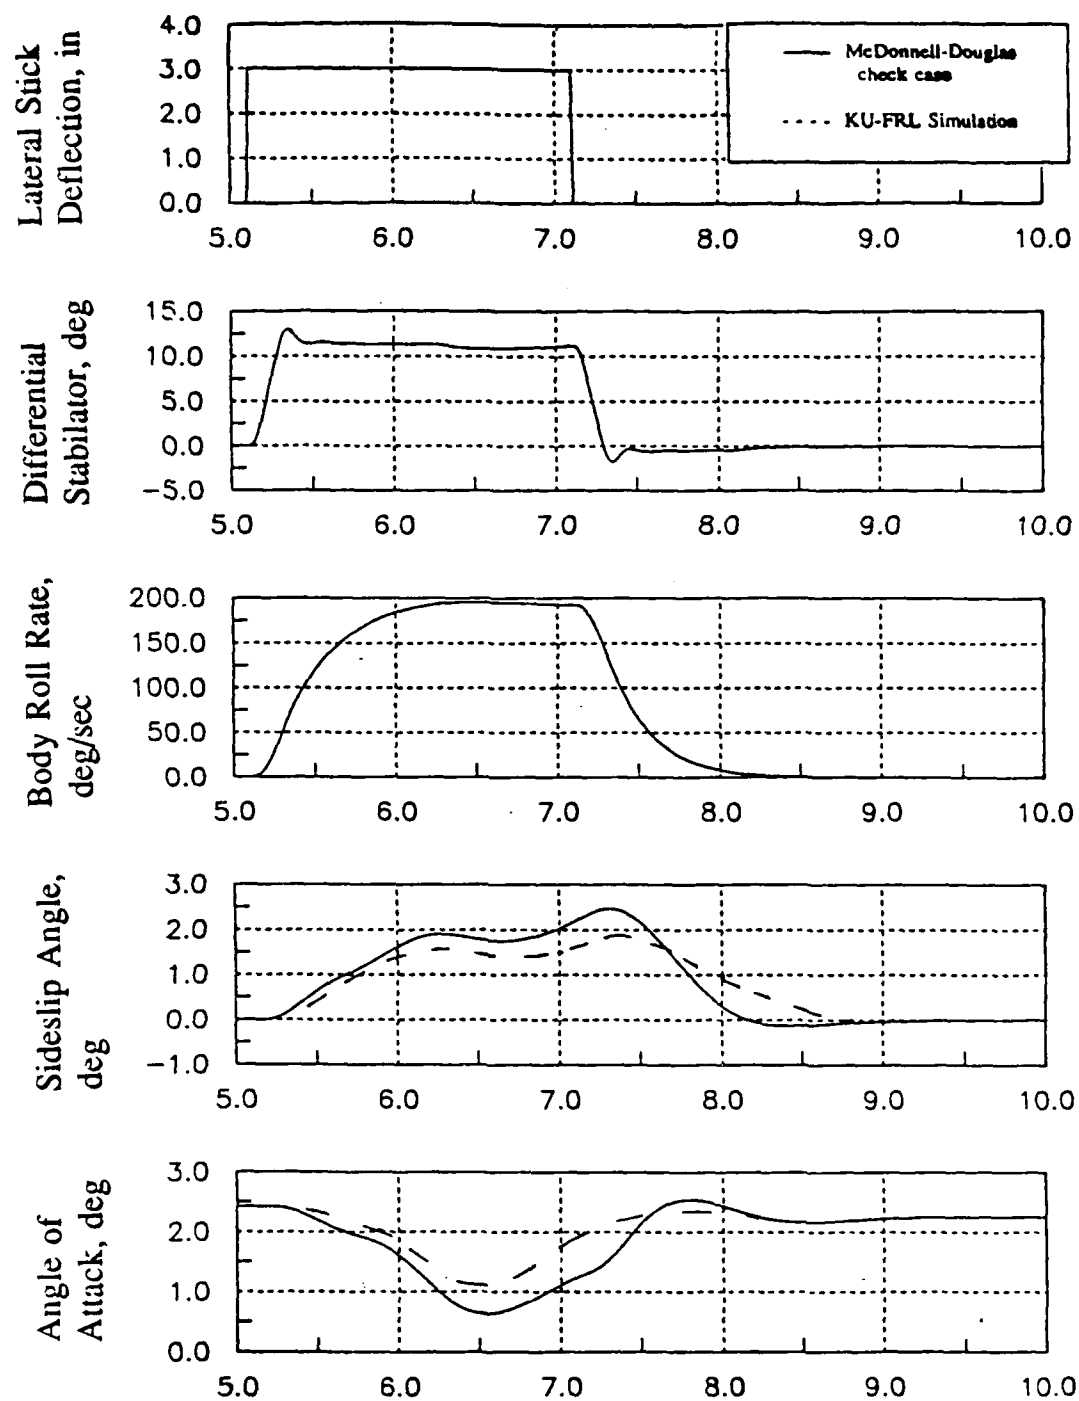 Lateral Stick
Deflection, in
4.0
3.0
2.0
1.0
0.0
5.0 6.0 7.0 8.0 9.0 10.0
McDonnell-Douglas
check case
KU-FRL Simulation
Differential
Stabilator, deg
15.0
10.0
5.0
0.0
-5.0
5.0 6.0 7.0 8.0 9.0 10.0
Body Roll Rate,
deg/sec
200.0
150.0
100.0
50.0
0.0
5.0 6.0 7.0 8.0 9.0 10.0
Sideslip Angle,
deg
3.0
2.0
1.0
0.0
-1.0
5.0 6.0 7.0 8.0 9.0 10.0
Angle of
Attack, deg
3.0
2.0
1.0
0.0
5.0 6.0 7.0 8.0 9.0 10.0